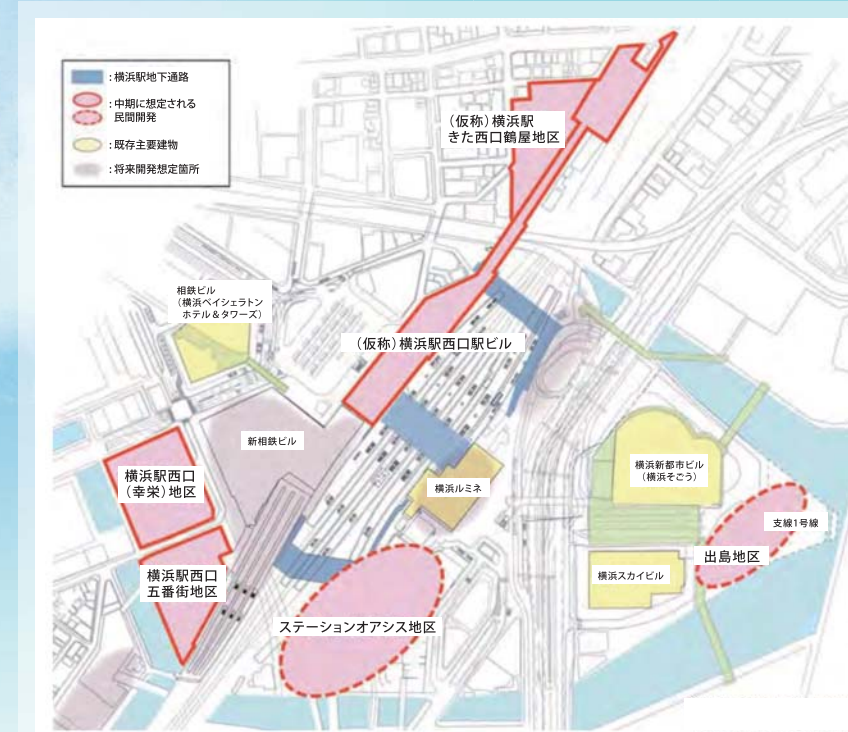 ：横浜駅地下通路
：中期に想定される
民間開発
：既存主要建物
：将来開発想定箇所
（仮称）横浜駅
きた西口鶴屋地区
相鉄ビル
（横浜ベイシェラトン
ホテル＆タワーズ）
（仮称）横浜駅西口駅ビル
新相鉄ビル
横浜駅西口
（幸栄）地区
横浜ルミネ
横浜新都市ビル
（横浜そごう）
支線1号線
出島地区
横浜駅西口
五番街地区
横浜スカイビル
ステーションオアシス地区